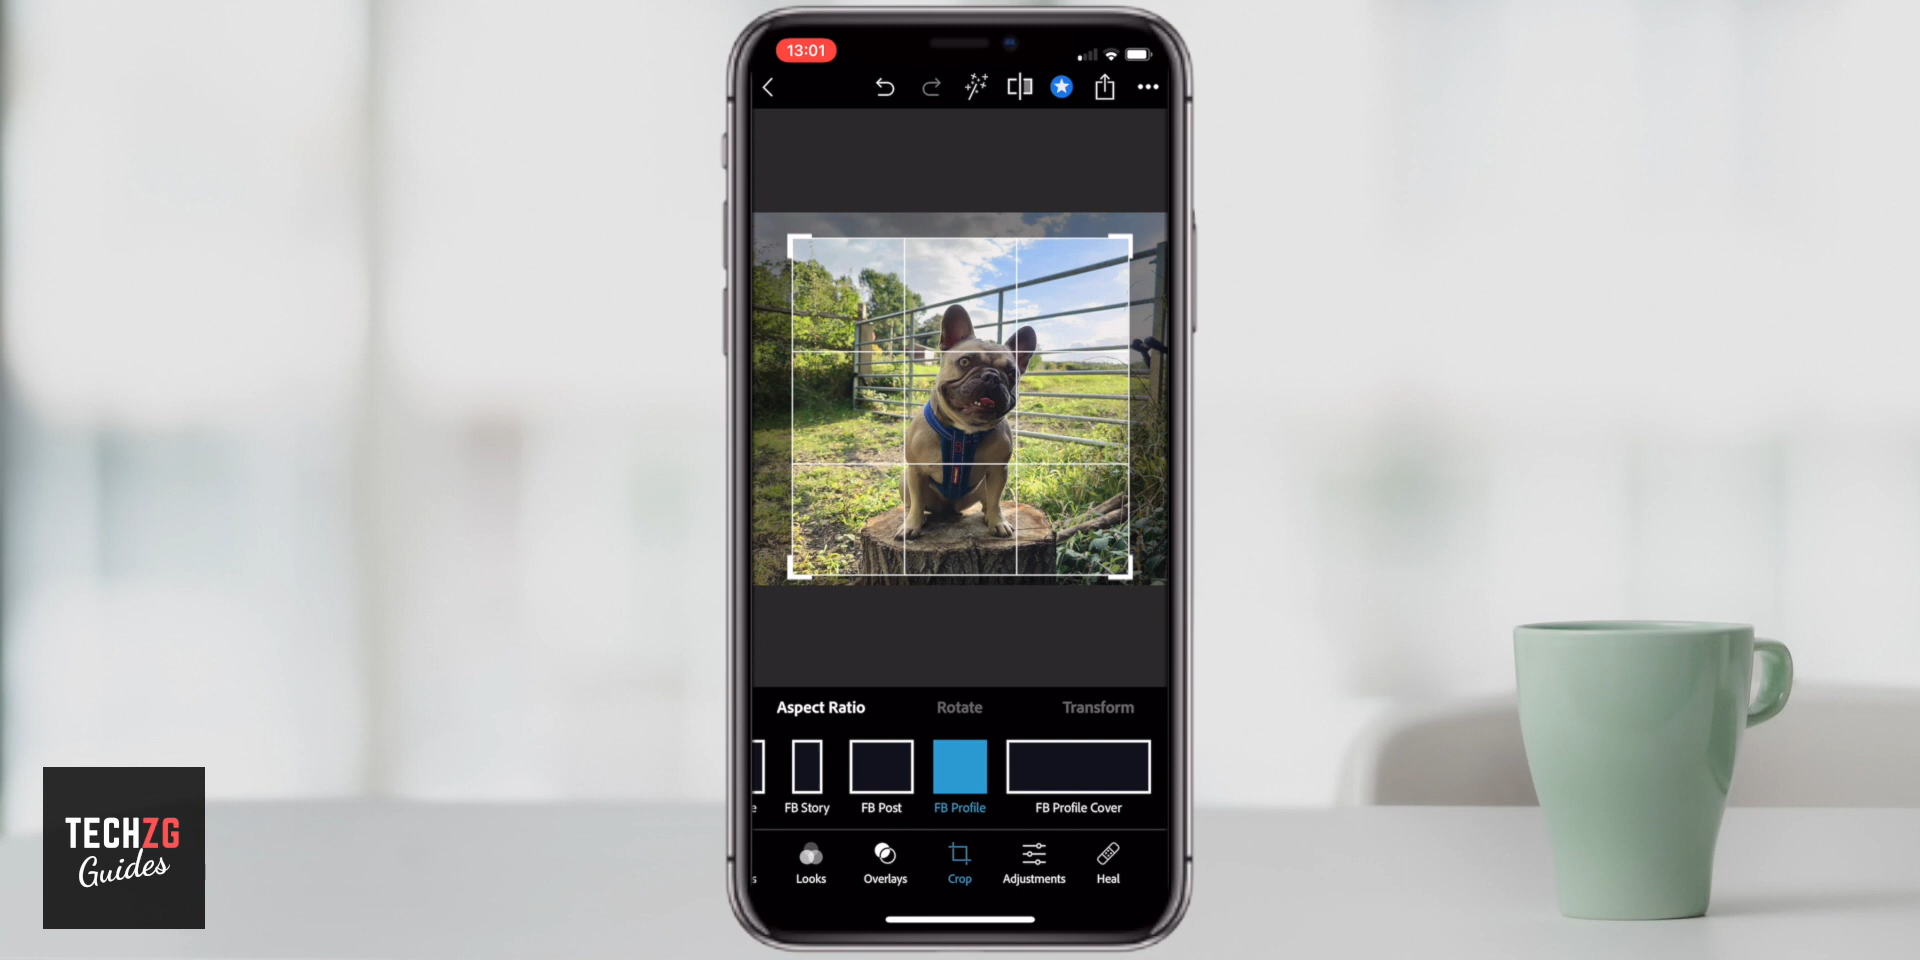 13:01
Aspect Ratio Rotate Transform
e FB Story FB Post FB Profile FB Profile Cover
s Looks Overlays Crop Adjustments Heal
TECHZG
Guides